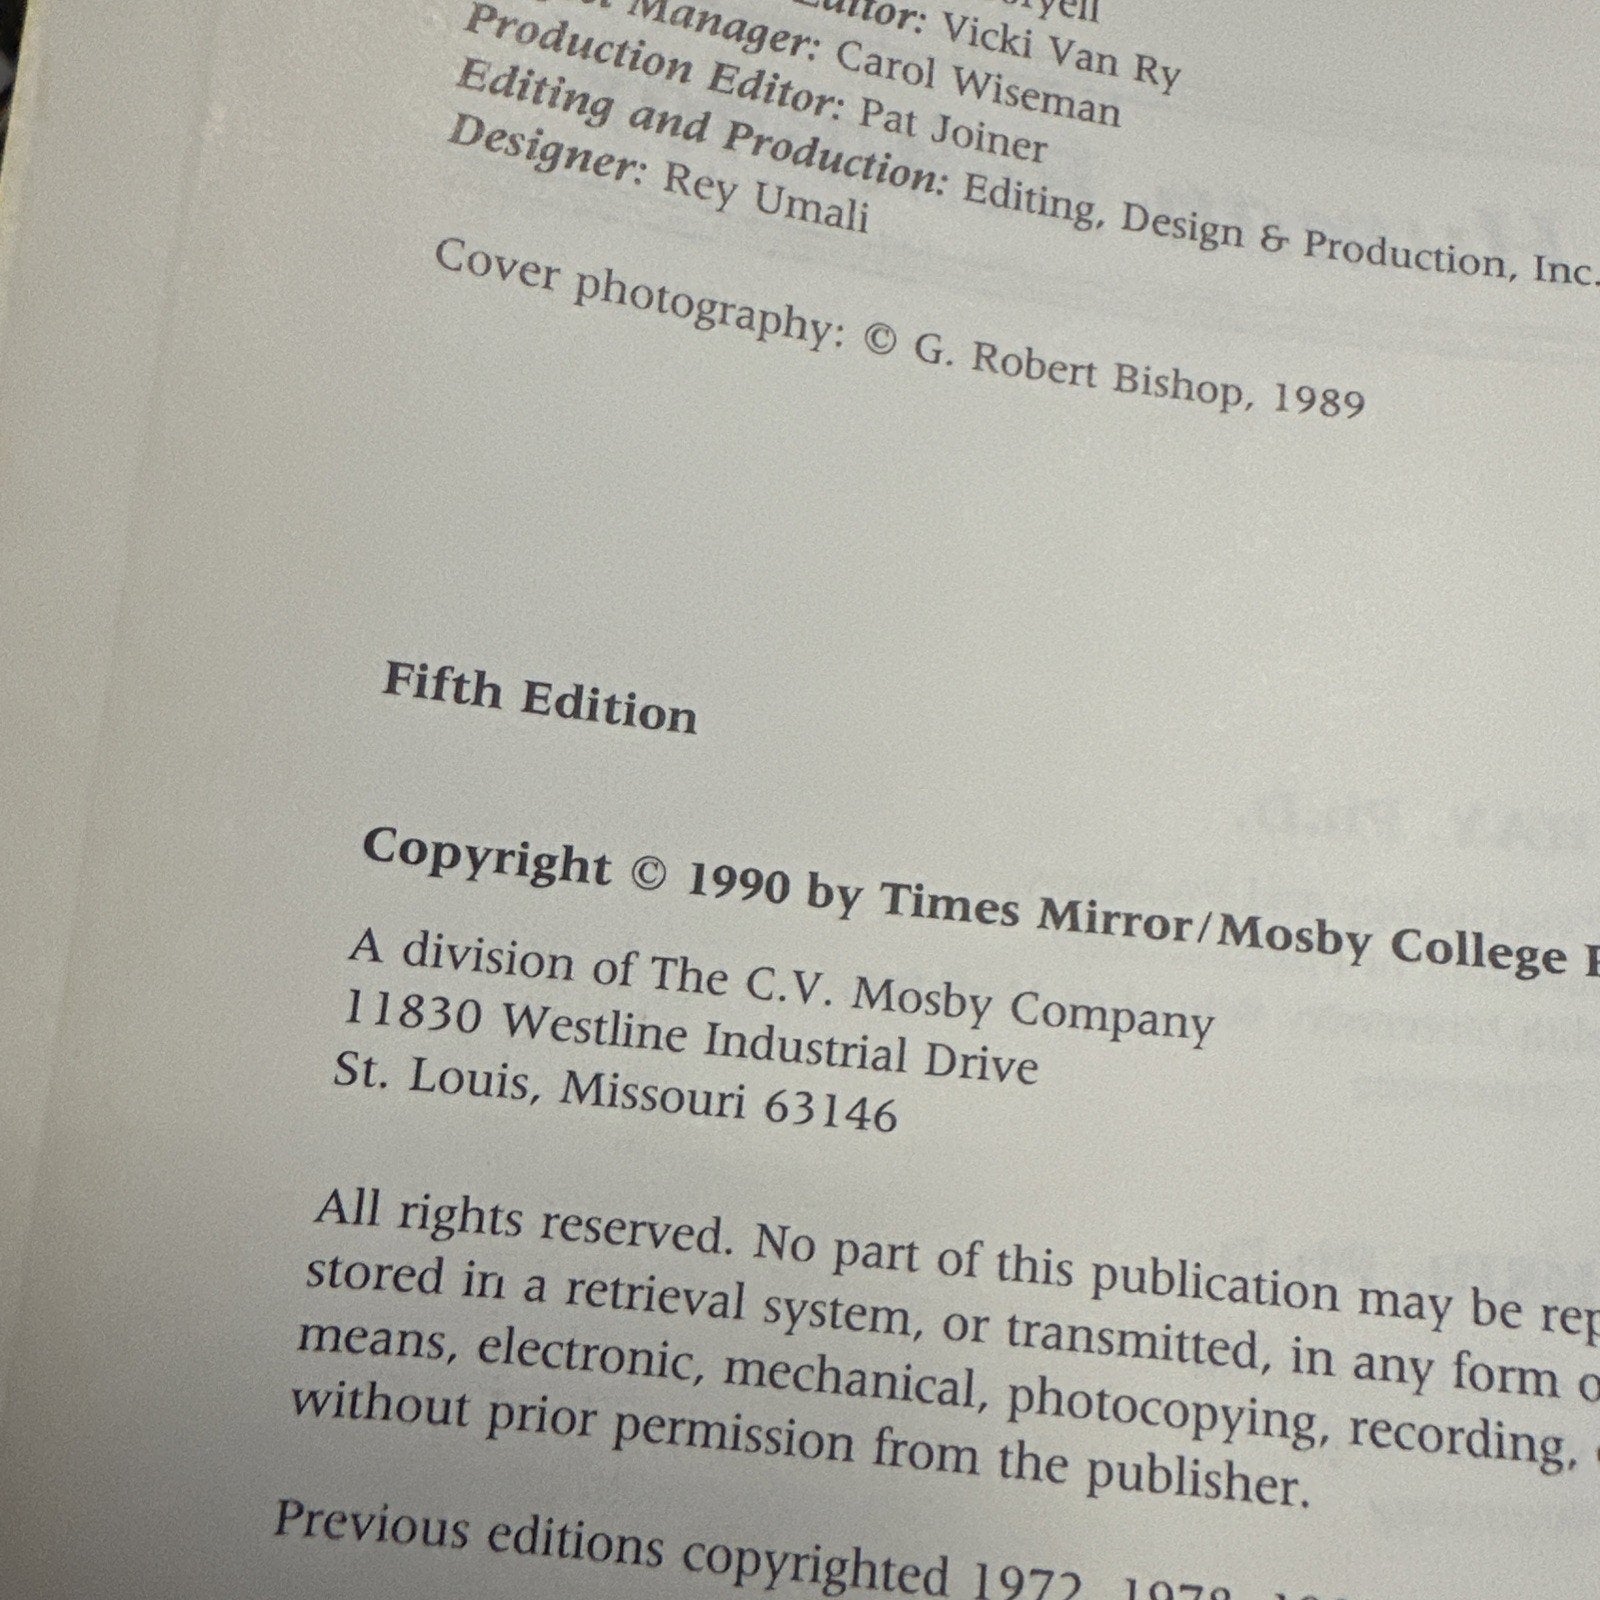 Editor: Vicki Van Ry
Manager: Carol Wiseman
Production Editor: Pat Joiner
Editing and Production: Editing, Design & Production, Inc.
Designer: Rey Umali
Cover photography: © G. Robert Bishop, 1989
Fifth Edition
Copyright © 1990 by Times Mirror/Mosby College
A division of The C.V. Mosby Company
11830 Westline Industrial Drive
St. Louis, Missouri 63146
All rights reserved. No part of this publication may be rep
stored in a retrieval system, or transmitted, in any form o
means, electronic, mechanical, photocopying, recording,
without prior permission from the publisher.
Previous editions copyrighted 1972, 1978,